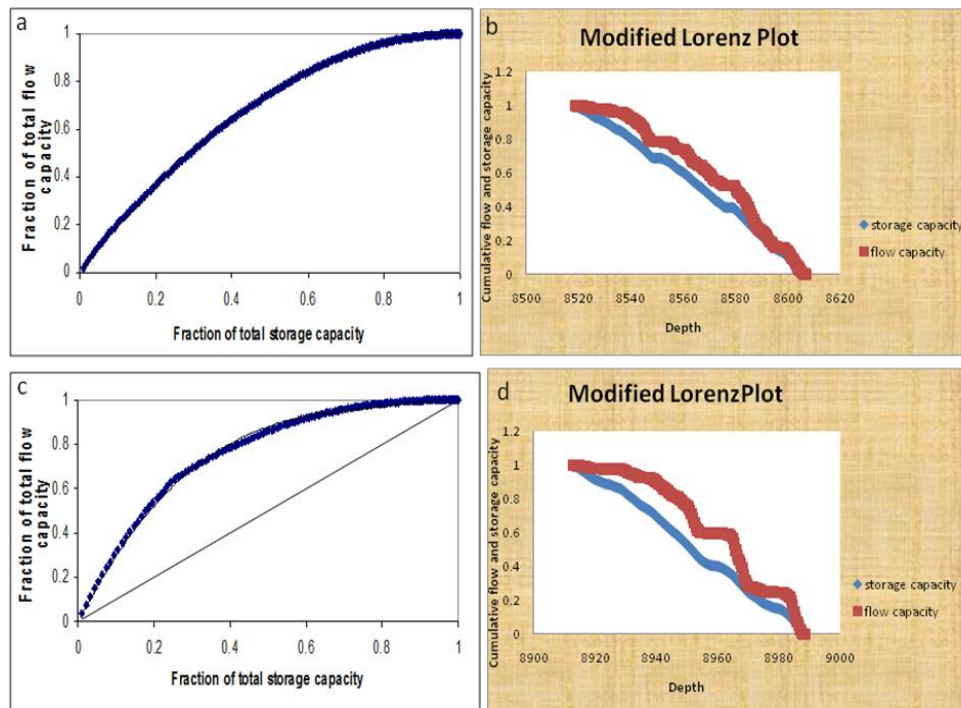 a
Fraction of total flow
capacity
1
0.8
0.6
0.4
0.2
0
0.2
0.4
0.6
0.8
1
Fraction of total storage capacity
b
Modified Lorenz Plot
Cumulative flow and storage capacity
1.2
1
0.8
0.6
0.4
0.2
0
8500
8520
8540
8560
8580
8600
8620
Depth
storage capacity
flow capacity
c
Fraction of total flow
capacity
1
0.8
0.6
0.4
0.2
0
0
0.2
0.4
0.6
0.8
1
Fraction of total storage capacity
d
Modified LorenzPlot
Cumulative flow and storage capacity
1.2
1
0.8
0.6
0.4
0.2
0
8900
8920
8940
8960
8980
9000
Depth
storage capacity
flow capacity